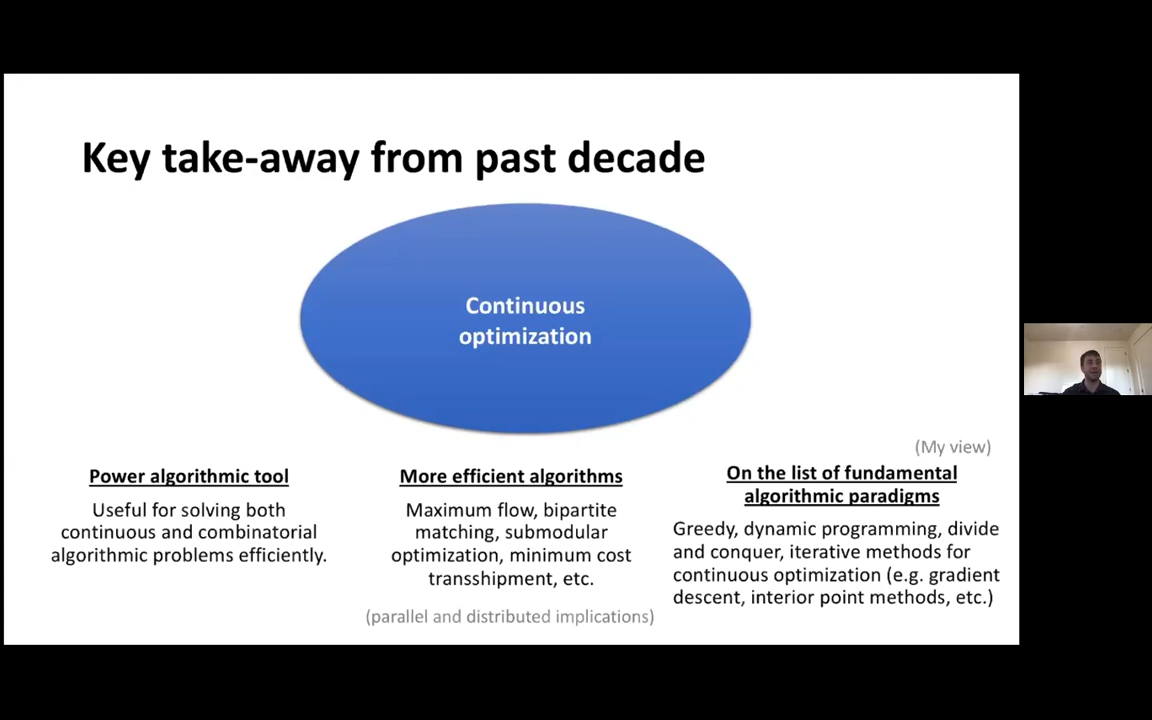 Key take-away from past decade
Continuous
optimization
Power algorithmic tool
Useful for solving both
continuous and combinatorial
algorithmic problems efficiently.
More efficient algorithms
Maximum flow, bipartite
matching, submodular
optimization, minimum cost
transshipment, etc.
(parallel and distributed implications)
(My view)
On the list of fundamental
algorithmic paradigms
Greedy, dynamic programming, divide
and conquer, iterative methods for
continuous optimization (e.g. gradient
descent, interior point methods, etc.)